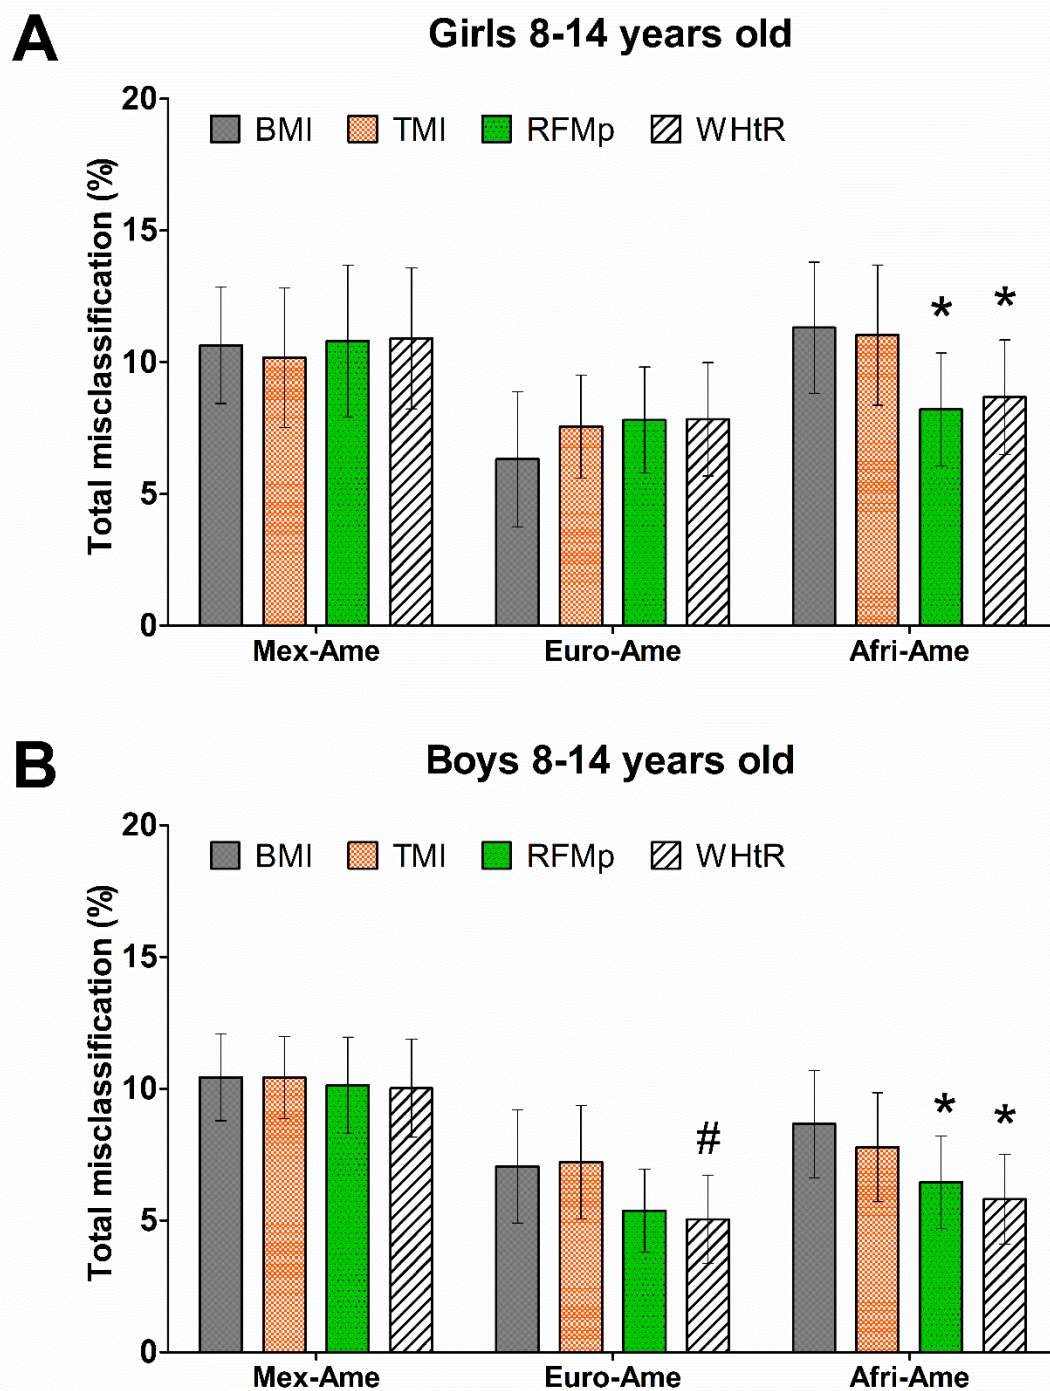 A
Girls 8-14 years old
Total misclassification (%)
20
15
10
5
0
BMI TMI RFMp WHtR
* *
Mex-Ame Euro-Ame Afri-Ame
B
Boys 8-14 years old
Total misclassification (%)
20
15
10
5
0
BMI TMI RFMp WHtR
# * *
Mex-Ame Euro-Ame Afri-Ame